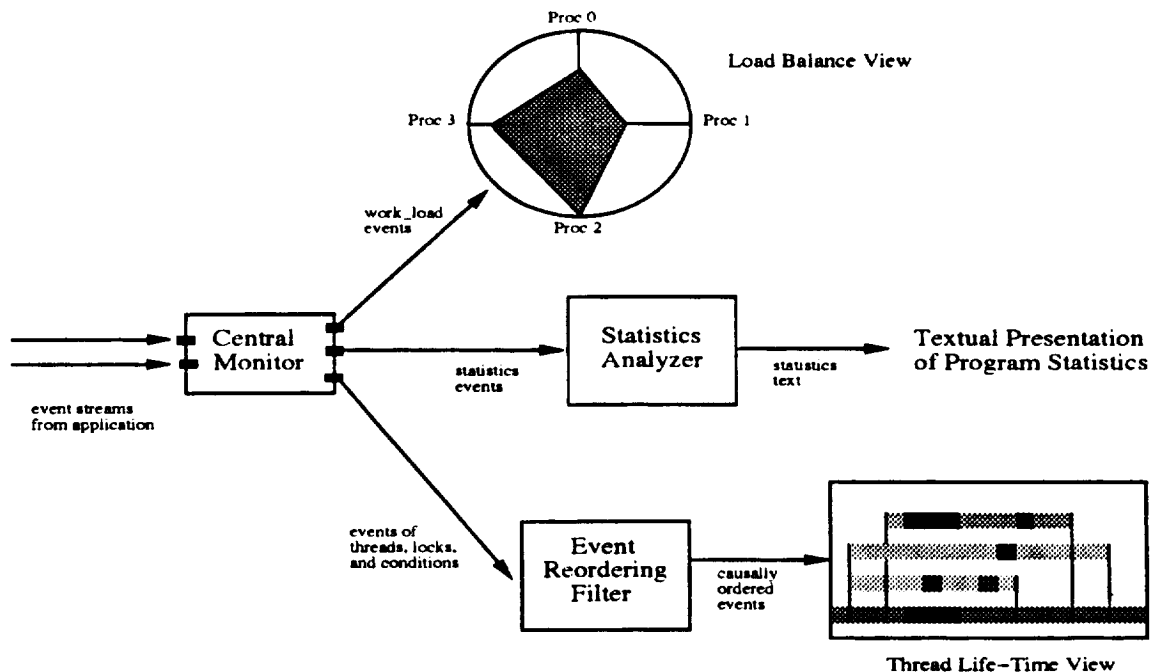 Proc 0
Load Balance View
Proc 3
Proc 1
Proc 2
work_load
events
Central
Monitor
Statistics
Analyzer
Textual Presentation
of Program Statistics
statistics
events
statistics
text
event streams
from application
events of
threads, locks,
and conditions
Event
Reordering
Filter
causally
ordered
events
Thread Life-Time View